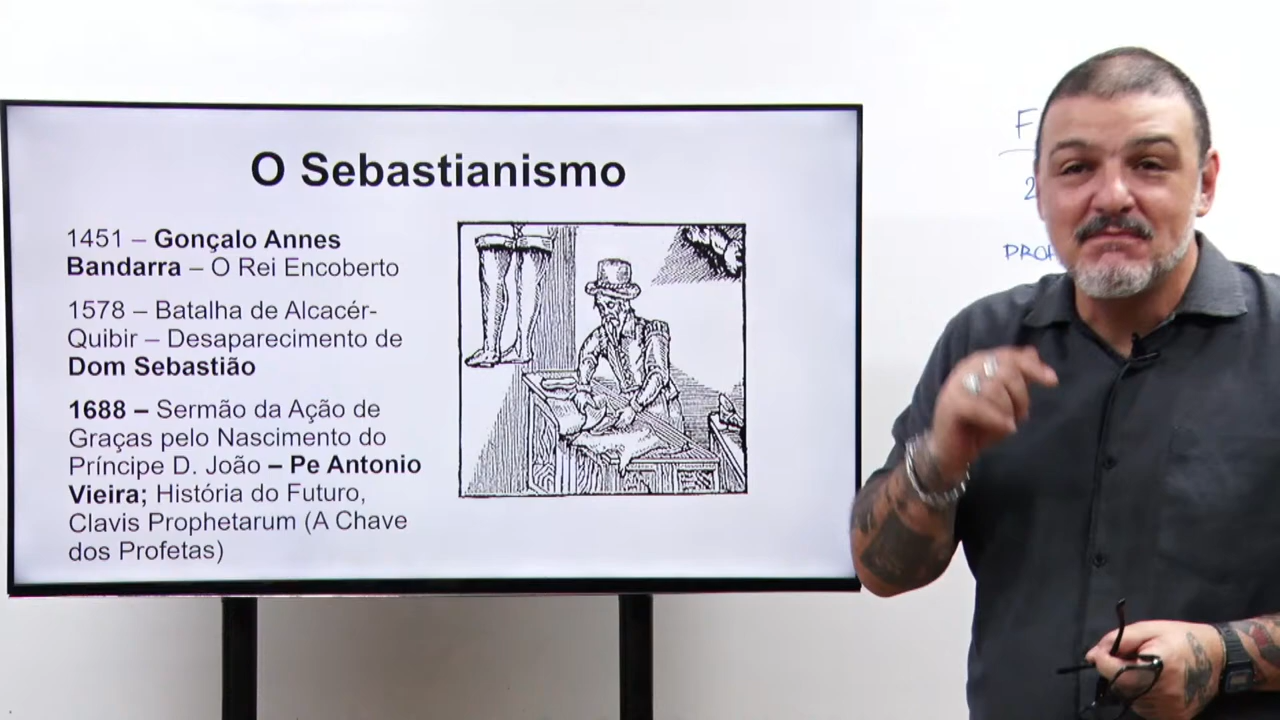 O Sebastianismo
1451 – Gonçalo Annes
Bandarra – O Rei Encoberto
1578 – Batalha de Alcacér-
Quibir – Desaparecimento de
Dom Sebastião
1688 – Sermão da Ação de
Graças pelo Nascimento do
Príncipe D. João – Pe Antonio
Vieira; História do Futuro,
Clavis Prophetarum (A Chave
dos Profetas)